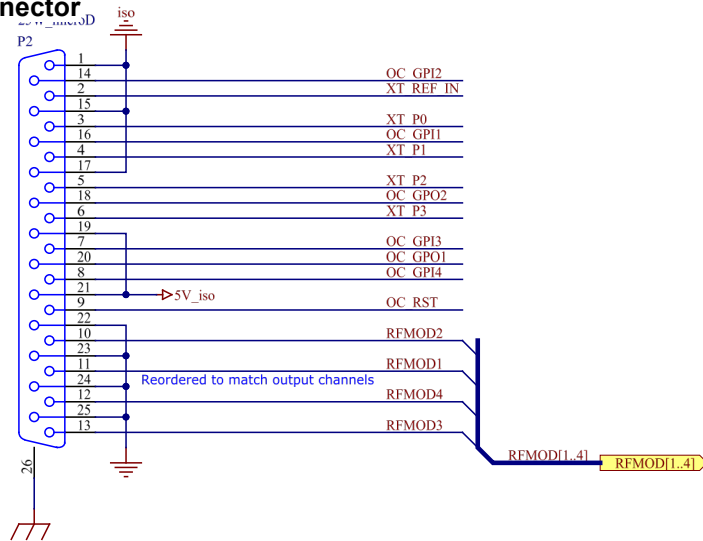 nector
iso
P2
1
14 OC_GPI2
2 XT_REF_IN
15
3 XT_P0
16 OC_GPI1
4 XT_P1
17
5 XT_P2
18 OC_GPO2
6 XT_P3
19
7 OC_GPI3
20 OC_GPO1
8 OC_GPI4
21 5V_iso
9 OC_RST
22
10 RFMOD2
23
11 RFMOD1
24 Reordered to match output channels
12 RFMOD4
25
13 RFMOD3
26
RFMOD[1..4] RFMOD[1..4]